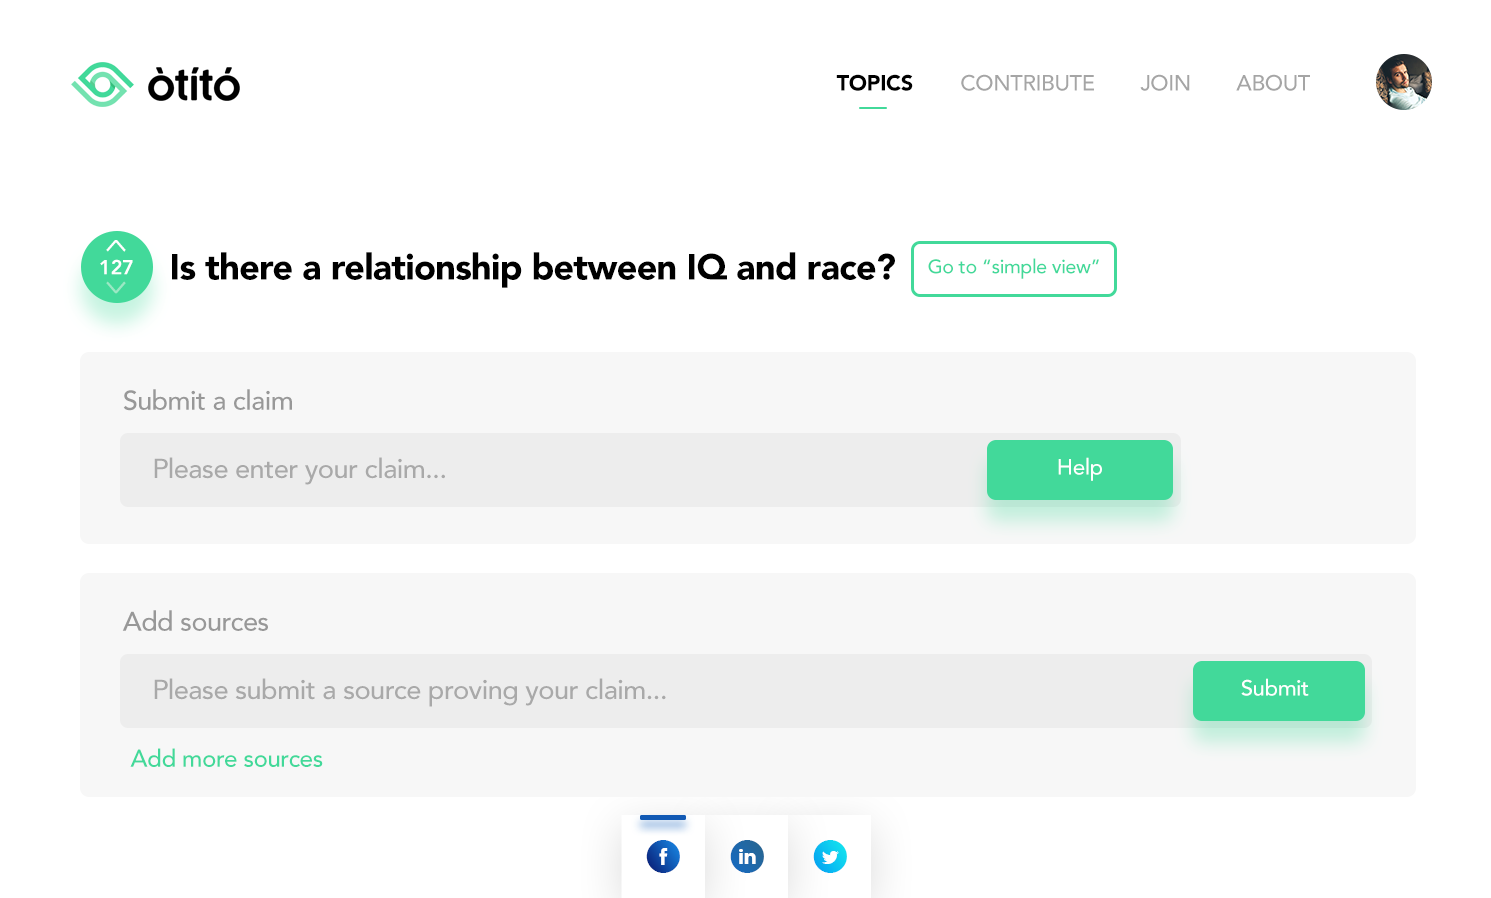 òtító
TOPICS CONTRIBUTE JOIN ABOUT
127
Is there a relationship between IQ and race?
Go to “simple view”
Submit a claim
Please enter your claim...
Help
Add sources
Please submit a source proving your claim...
Submit
Add more sources
f
in